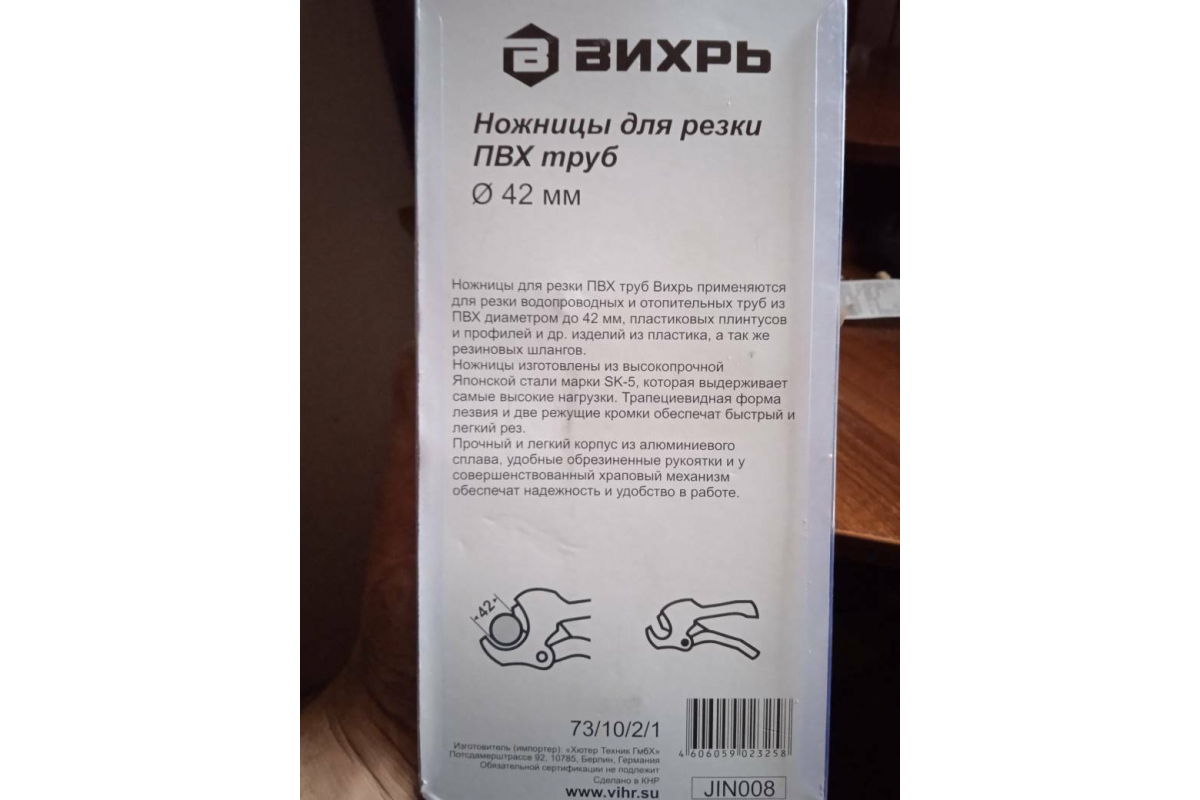 В ВИХРЬ
Ножницы для резки
ПВХ труб
Ø 42 мм
Ножницы для резки ПВХ труб Вихрь применяются
для резки водопроводных и отопительных труб из
ПВХ диаметром до 42 мм, пластиковых плинтусов
и профилей и др. изделий из пластика, а так же
резиновых шлангов.
Ножницы изготовлены из высокопрочной
Японской стали марки SK-5, которая выдерживает
самые высокие нагрузки. Трапециевидная форма
лезвия и две режущие кромки обеспечат быстрый и
легкий рез.
Прочный и легкий корпус из алюминиевого
сплава, удобные обрезиненные рукоятки и у
совершенствованный храповый механизм
обеспечат надежность и удобство в работе.
42
73/10/2/1
4 606059 023258
Изготовитель (импортер): «Хютер Техник ГмбХ»
Потсдамерштрассе 92, 10785, Берлин, Германия
Обязательной сертификации не подлежит
Сделано в КНР
www.vihr.su
JIN008